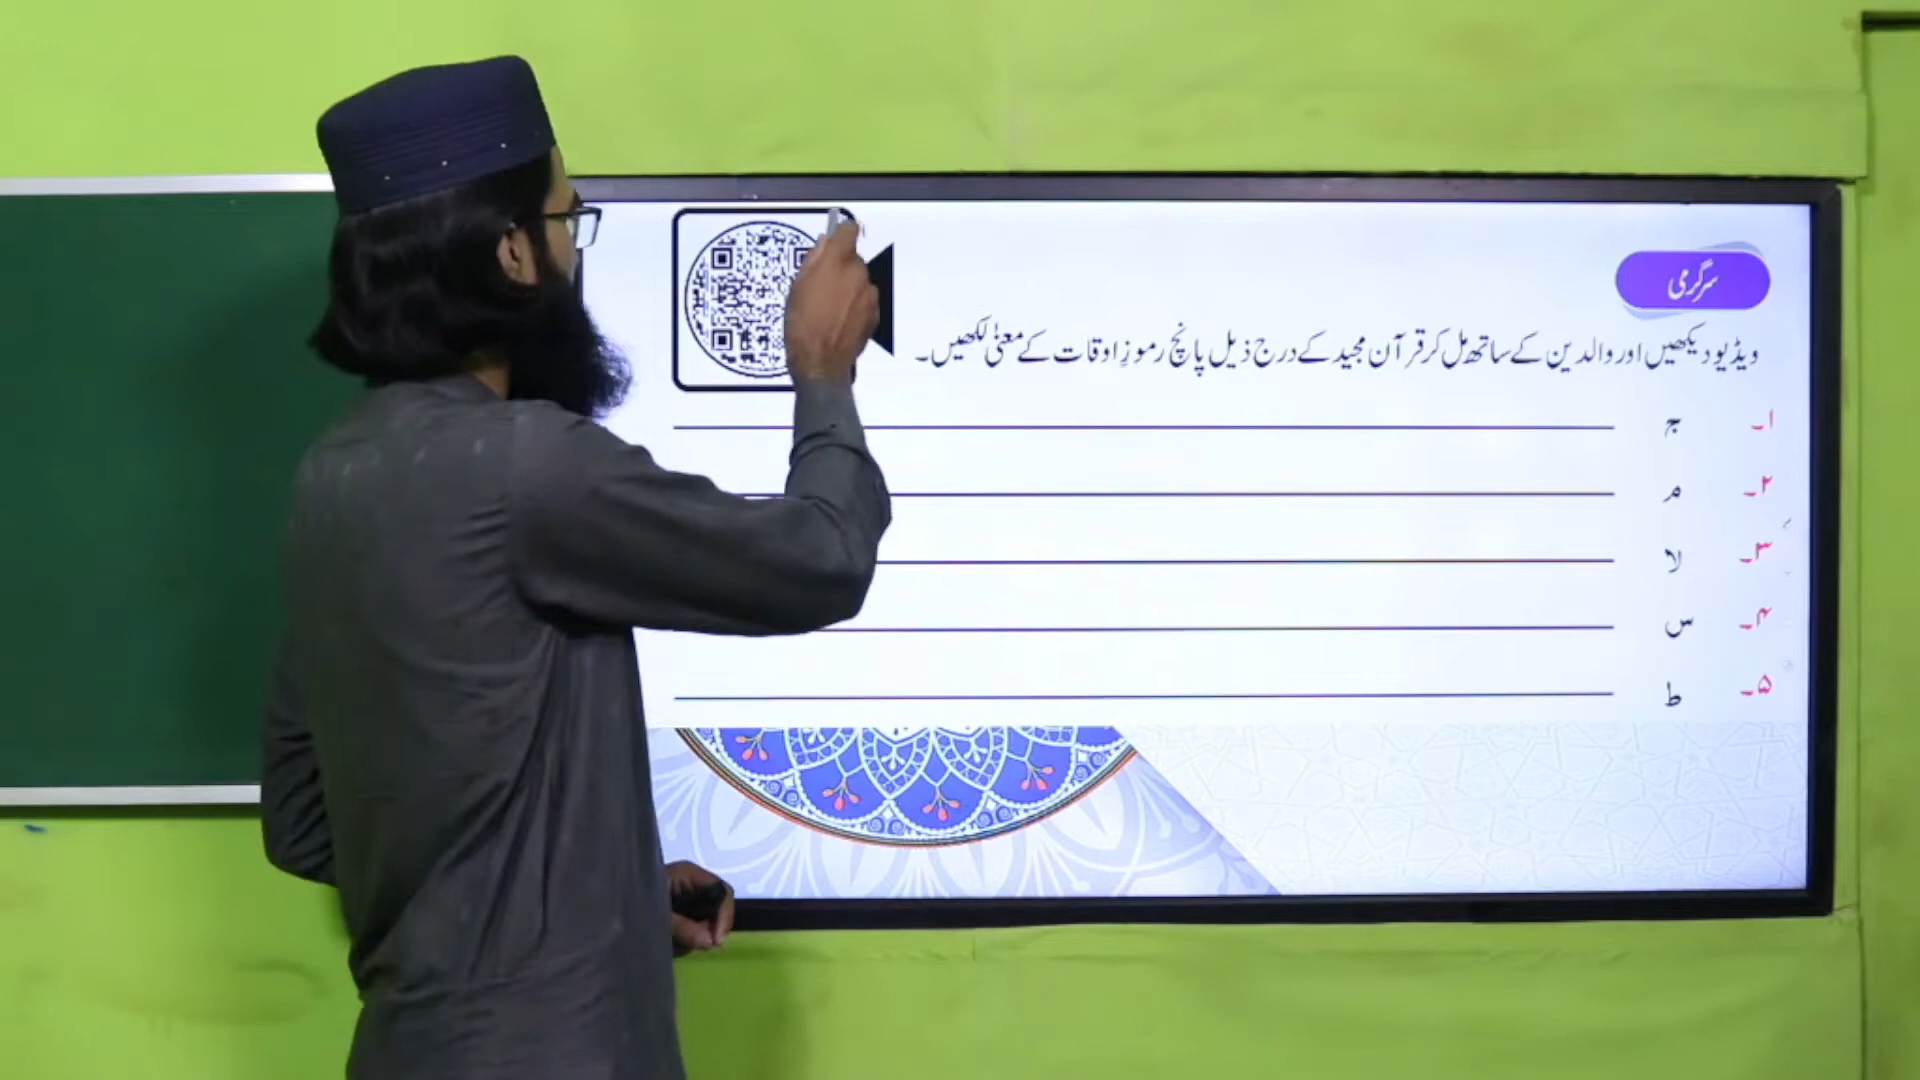 سرگرمی
ویڈیو دیکھیں اور والدین کے ساتھ مل کر قرآن مجید کے درج ذیل پانچ رموزِ اوقات کے معنیٰ لکھیں۔
۱۔ ج
۲۔ م
۳۔ لا
۴۔ س
۵۔ ط